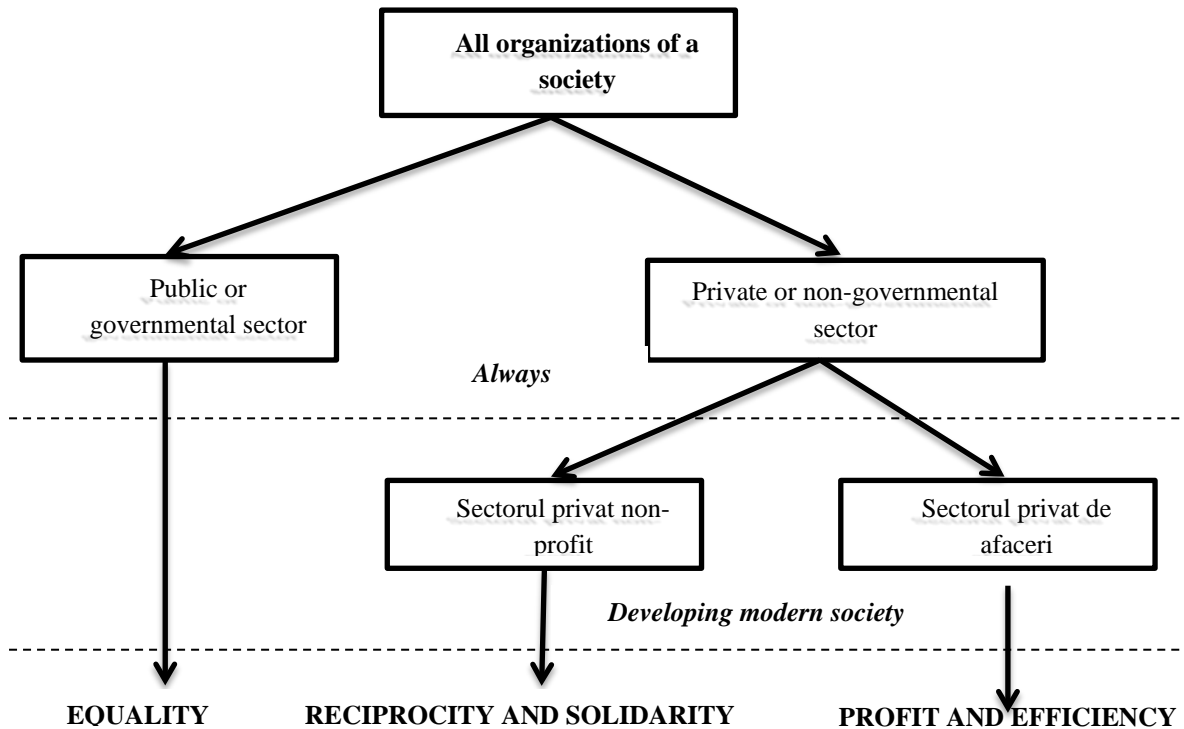 All organizations of a
society
Public or
governmental sector
Private or non-governmental
sector
Always
Sectorul privat non-
profit
Sectorul privat de
afaceri
Developing modern society
EQUALITY
RECIPROCITY AND SOLIDARITY
PROFIT AND EFFICIENCY